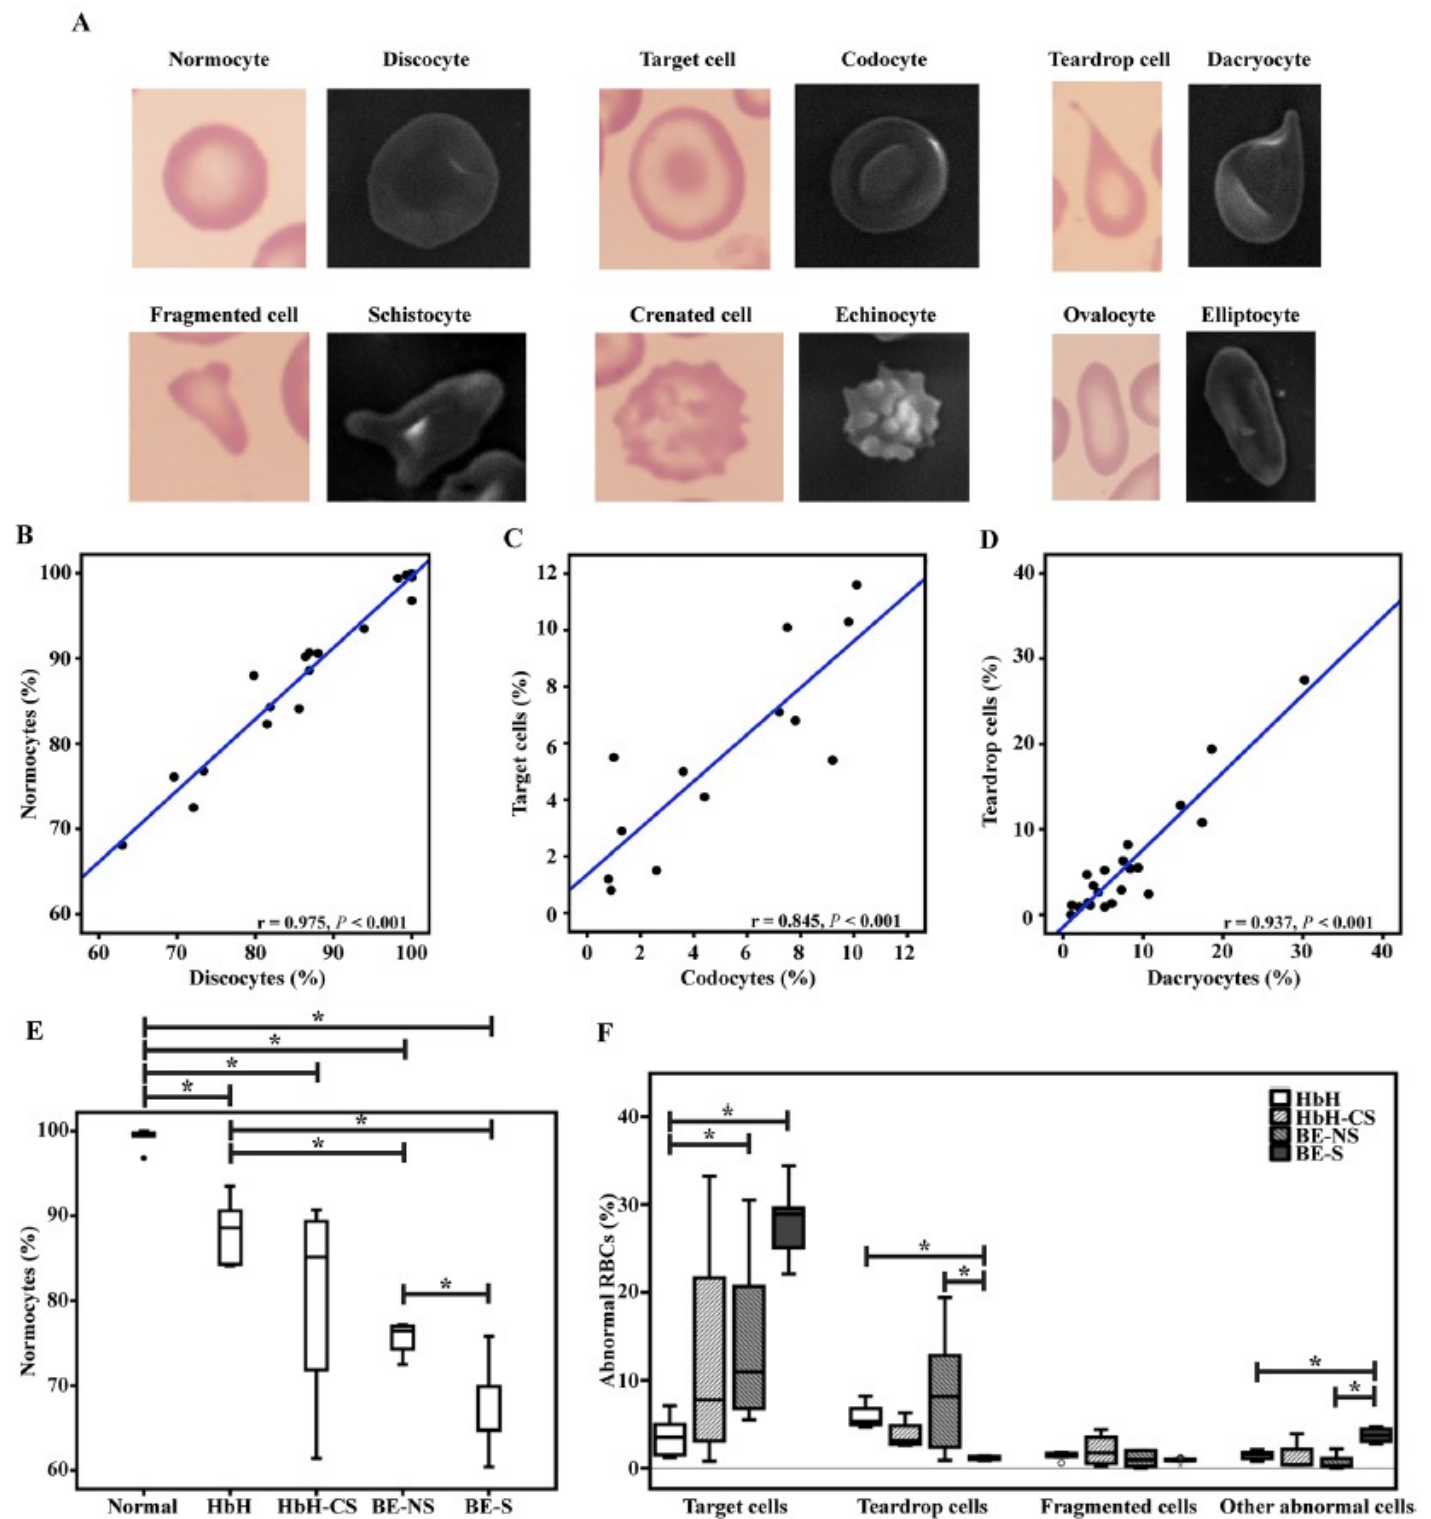 A
Normocyte Discocyte Target cell Codocyte Teardrop cell Dacryocyte
Fragmented cell Schistocyte Crenated cell Echinocyte Ovalocyte Elliptocyte
B
Normocytes (%)
100
90
80
70
60
r = 0.975, P < 0.001
60 70 80 90 100
Discocytes (%)
C
Target cells (%)
12
10
8
6
4
2
0
r = 0.845, P < 0.001
0 2 4 6 8 10 12
Codocytes (%)
D
Teardrop cells (%)
40
30
20
10
0
r = 0.937, P < 0.001
0 10 20 30 40
Dacryocytes (%)
E
* 
*
*
*
*
*
*
Normocytes (%)
100
90
80
70
60
Normal HbH HbH-CS BE-NS BE-S
F
HbH
HbH-CS
BE-NS
BE-S
*
*
*
*
*
*
Abnormal RBCs (%)
40
30
20
10
0
Target cells Teardrop cells Fragmented cells Other abnormal cells